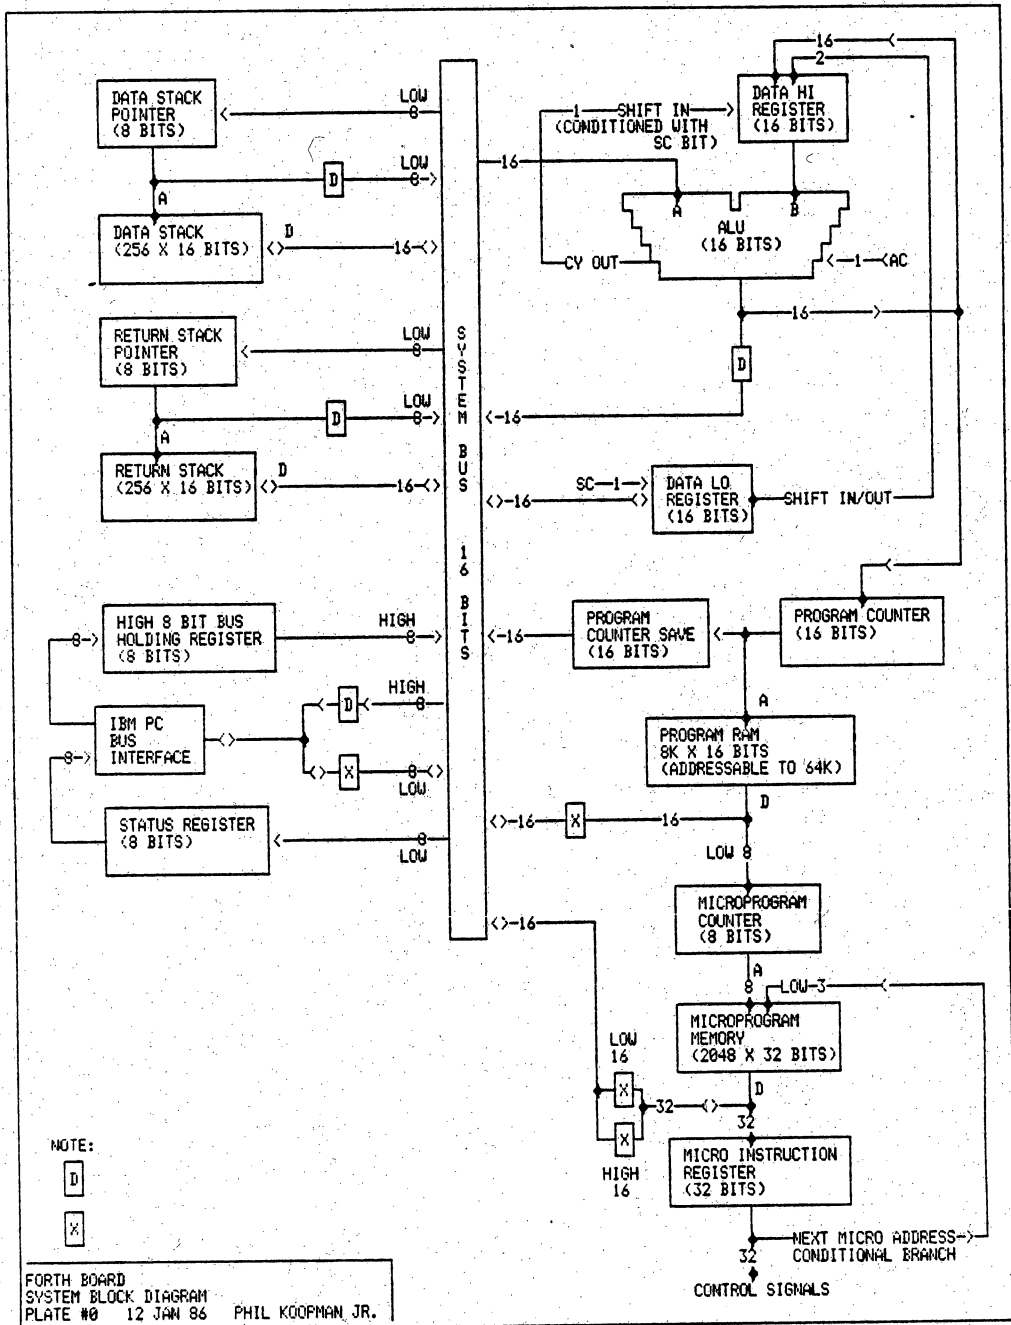 DATA STACK
POINTER
(8 BITS)
LOW
8
D
LOW
8
A
DATA STACK
(256 X 16 BITS)
D
16
RETURN STACK
POINTER
(8 BITS)
LOW
8
D
LOW
8
A
RETURN STACK
(256 X 16 BITS)
D
16
HIGH 8 BIT BUS
HOLDING REGISTER
(8 BITS)
HIGH
8
8
IBM PC
BUS
INTERFACE
8
D
HIGH
8
X
8
LOW
STATUS REGISTER
(8 BITS)
8
LOW
SYSTEM BUS 16 BITS
16
2
DATA HI
REGISTER
(16 BITS)
1 SHIFT IN
(CONDITIONED WITH
SC BIT)
16
A
B
ALU
(16 BITS)
CY OUT
1 AC
16
D
16
SC 1
16
DATA LO
REGISTER
(16 BITS)
SHIFT IN/OUT
16
PROGRAM
COUNTER SAVE
(16 BITS)
PROGRAM COUNTER
(16 BITS)
A
PROGRAM RAM
8K X 16 BITS
(ADDRESSABLE TO 64K)
D
16
X
16
LOW 8
MICROPROGRAM
COUNTER
(8 BITS)
16
A
8
LOW 3
MICROPROGRAM
MEMORY
(2048 X 32 BITS)
LOW
16
X
D
32
32
X
HIGH
16
MICRO INSTRUCTION
REGISTER
(32 BITS)
NEXT MICRO ADDRESS
CONDITIONAL BRANCH
32
CONTROL SIGNALS
NOTE:
D
X
FORTH BOARD
SYSTEM BLOCK DIAGRAM
PLATE #0 12 JAN 86 PHIL KOOPMAN JR.